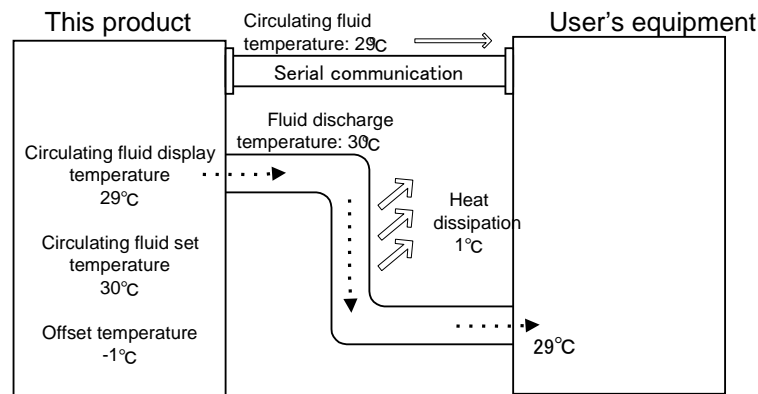 This product
Circulating fluid
temperature: 29℃
User's equipment
Serial communication
Fluid discharge
temperature: 30℃
Circulating fluid display
temperature
29℃
Heat
dissipation
1℃
Circulating fluid set
temperature
30℃
Offset temperature
-1℃
29℃